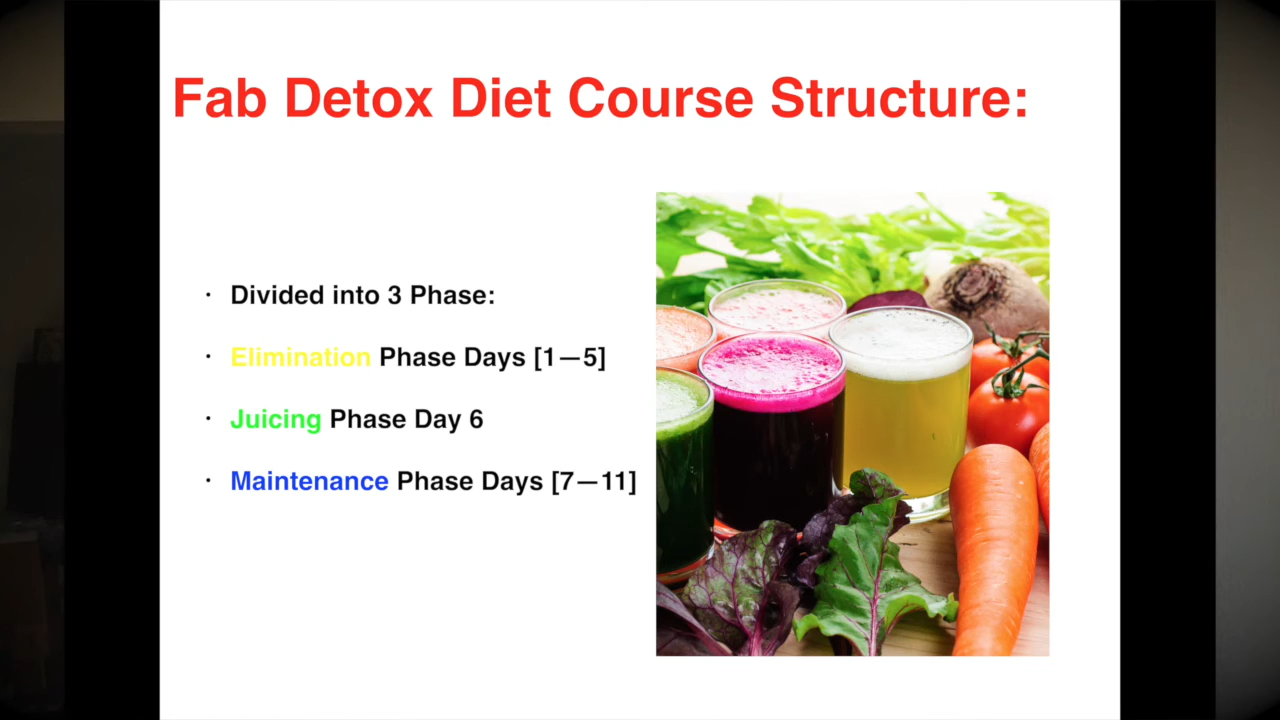 Fab Detox Diet Course Structure:
· Divided into 3 Phase:
· Elimination Phase Days [1—5]
· Juicing Phase Day 6
· Maintenance Phase Days [7—11]